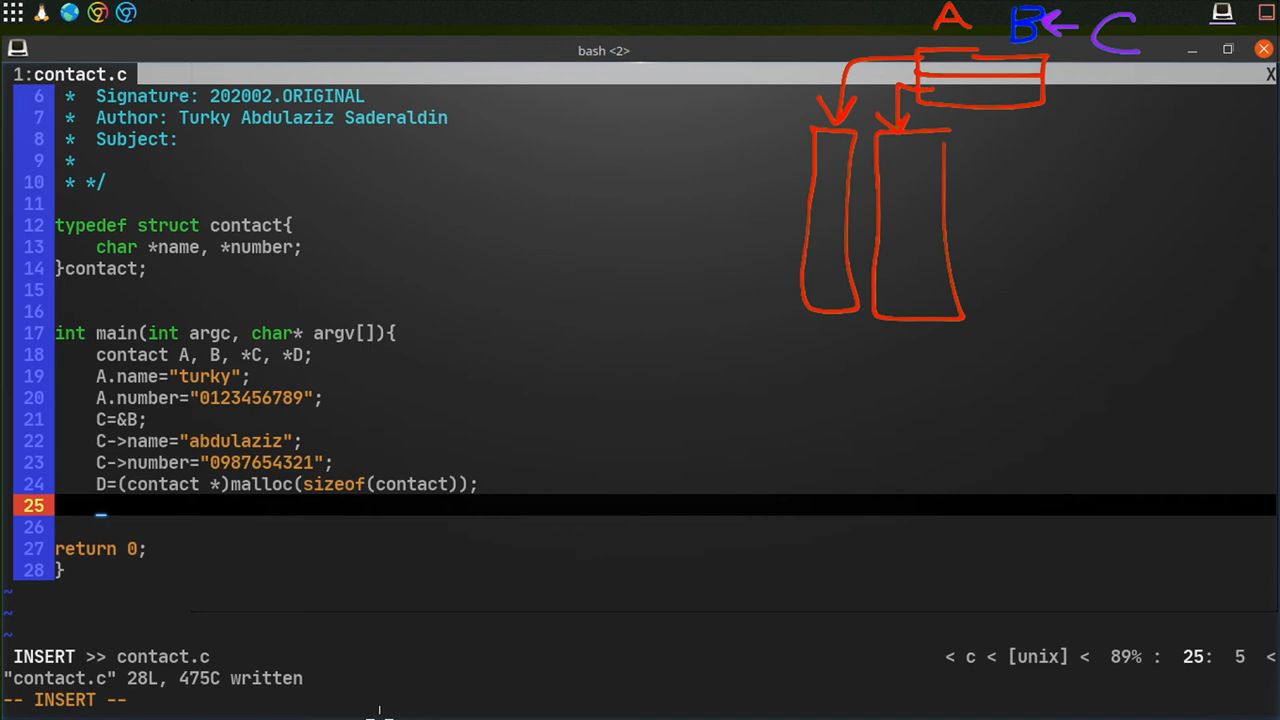 A B ← C
bash <2>
1:contact.c X
6 * Signature: 202002.ORIGINAL
7 * Author: Turky Abdulaziz Saderaldin
8 * Subject:
9 *
10 * */
11
12 typedef struct contact{
13 char *name, *number;
14 }contact;
15
16
17 int main(int argc, char* argv[]){
18 contact A, B, *C, *D;
19 A.name="turky";
20 A.number="0123456789";
21 C=&B;
22 C->name="abdulaziz";
23 C->number="0987654321";
24 D=(contact *)malloc(sizeof(contact));
25
26
27 return 0;
28 }
~
~
~
INSERT >> contact.c < c < [unix] < 89% : 25: 5 <
"contact.c" 28L, 475C written
-- INSERT --